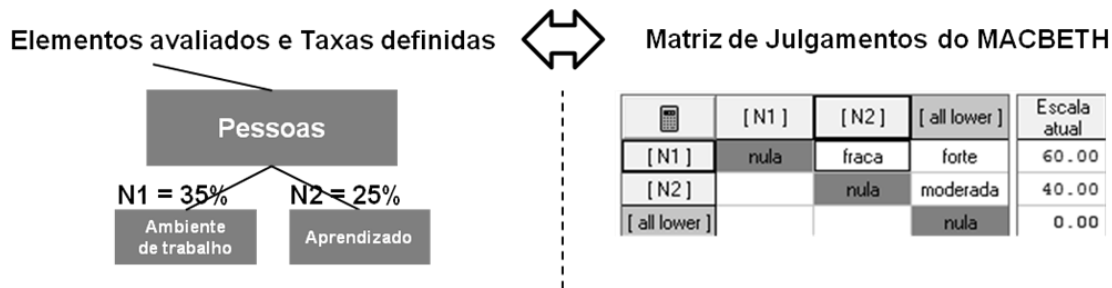 Elementos avaliados e Taxas definidas
Matriz de Julgamentos do MACBETH
Pessoas
N1 = 35% N2 = 25%
Ambiente
de trabalho
Aprendizado
[ N1 ] [ N2 ] [ all lower ] Escala
atual
[ N1 ] nula fraca forte 60.00
[ N2 ] nula moderada 40.00
[ all lower ] nula 0.00